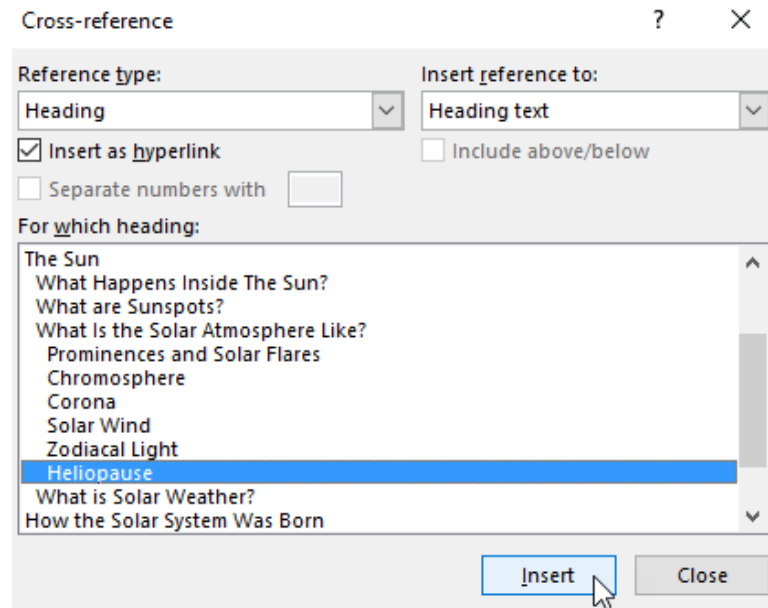 Cross-reference ?
Reference type: Insert reference to:
Heading Heading text
Insert as hyperlink Include above/below
Separate numbers with
For which heading:
The Sun
What Happens Inside The Sun?
What are Sunspots?
What Is the Solar Atmosphere Like?
Prominences and Solar Flares
Chromosphere
Corona
Solar Wind
Zodiacal Light
Heliopause
What is Solar Weather?
How the Solar System Was Born
Insert Close